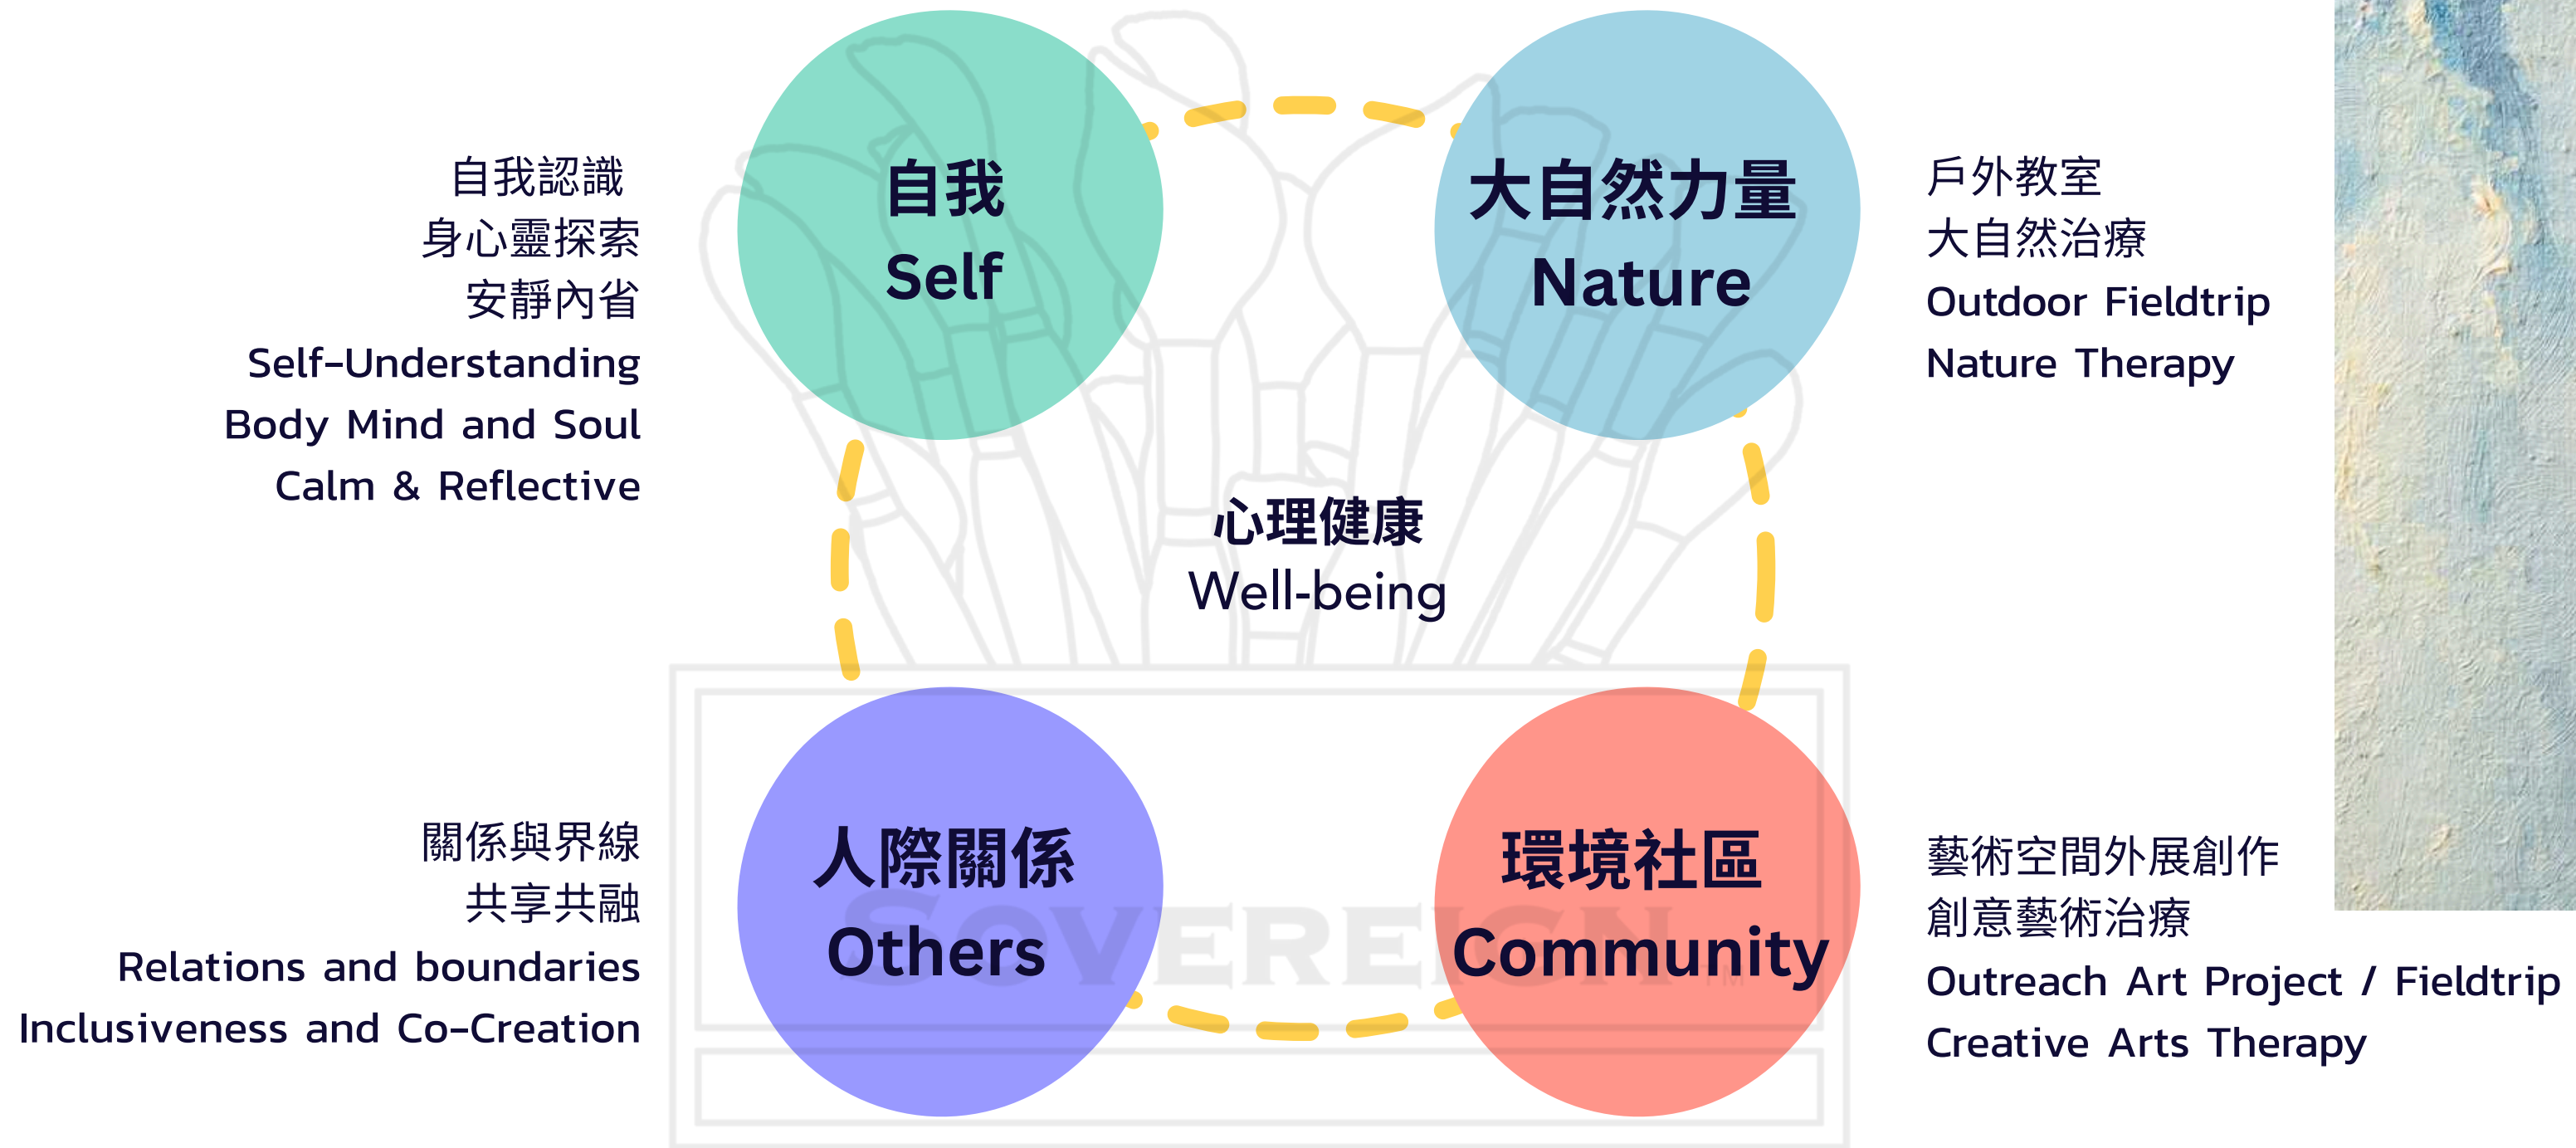 自我認識
身心靈探索
安靜內省
Self-Understanding
Body Mind and Soul
Calm & Reflective
自我
Self
大自然力量
Nature
戶外教室
大自然治療
Outdoor Fieldtrip
Nature Therapy
心理健康
Well-being
關係與界線
共享共融
Relations and boundaries
Inclusiveness and Co-Creation
人際關係
Others
環境社區
Community
藝術空間外展創作
創意藝術治療
Outreach Art Project / Fieldtrip
Creative Arts Therapy
SOVEREIGN TM